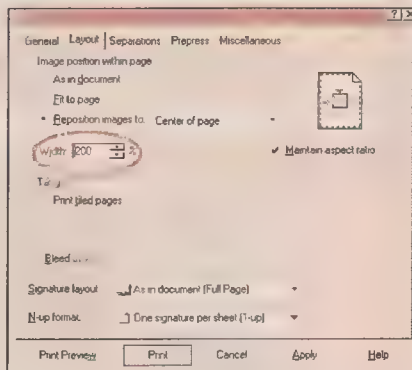 ? ×
General Layout Separations Prepress Miscellaneous
Image position within page
As in document
Fit to page
Reposition images to: Center of page
Width: 200 %
Maintain aspect ratio
Print tiled pages
Bleed
Signature layout: As in document (Full Page)
N-up format: One signature per sheet (1-up)
Print Preview Print Cancel Apply Help